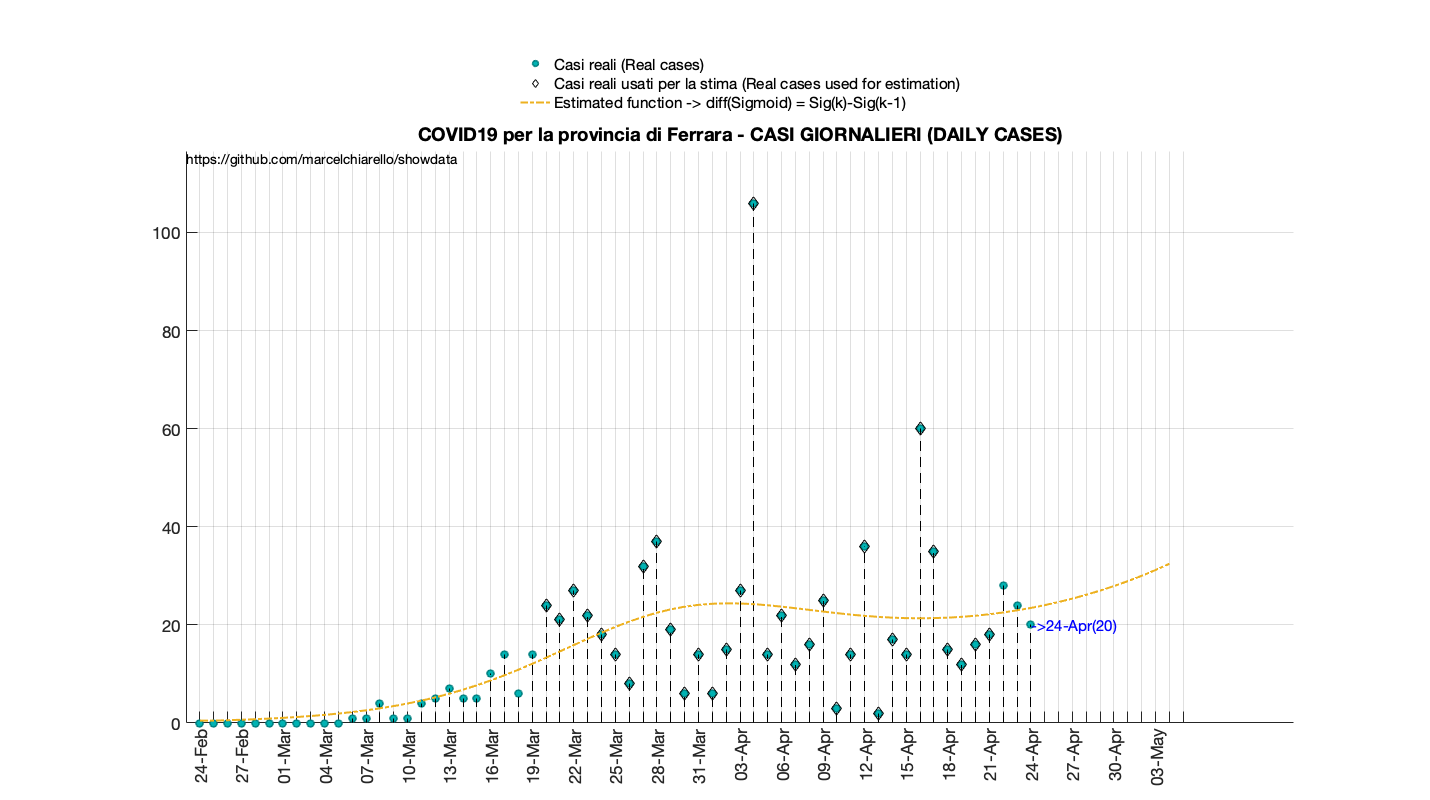 Casi reali (Real cases)
Casi reali usati per la stima (Real cases used for estimation)
Estimated function -> diff(Sigmoid) = Sig(k)-Sig(k-1)
COVID19 per la provincia di Ferrara - CASI GIORNALIERI (DAILY CASES)
https://github.com/marcelchiarello/showdata
100
80
60
40
20
0
->24-Apr(20)
24-Feb
27-Feb
01-Mar
04-Mar
07-Mar
10-Mar
13-Mar
16-Mar
19-Mar
22-Mar
25-Mar
28-Mar
31-Mar
03-Apr
06-Apr
09-Apr
12-Apr
15-Apr
18-Apr
21-Apr
24-Apr
27-Apr
30-Apr
03-May